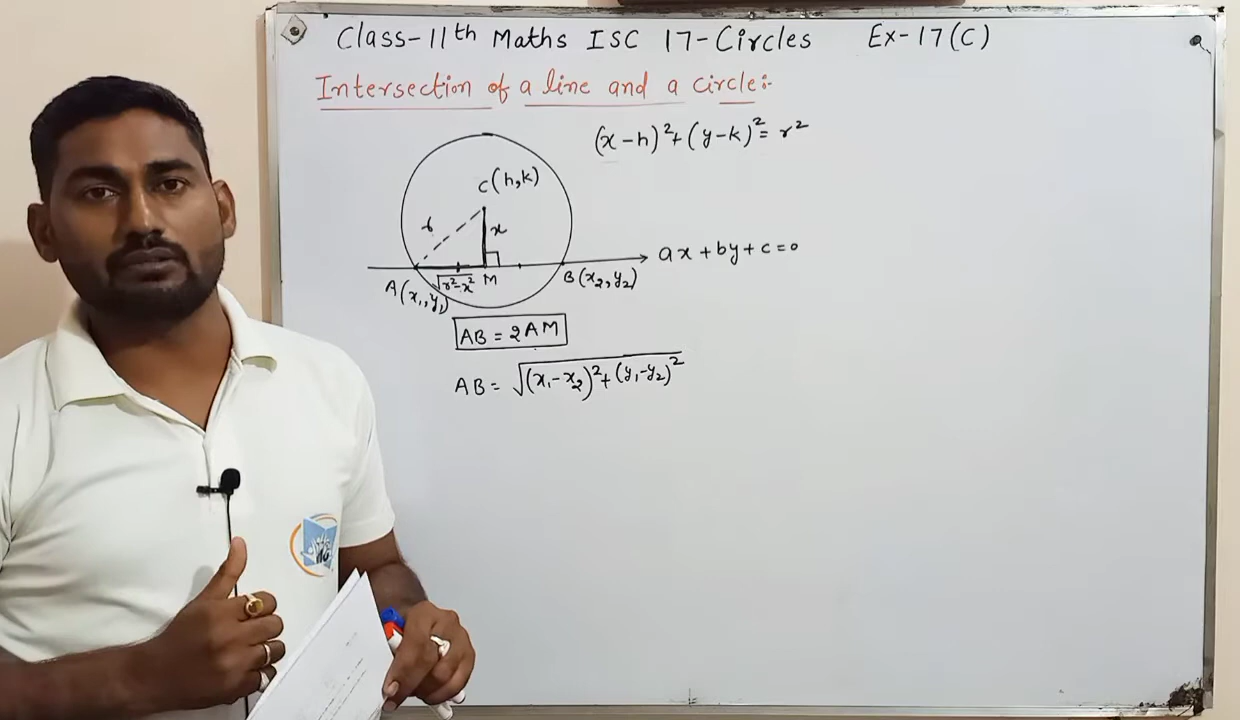 Class-11th Maths ISC 17-Circles Ex-17(C)
Intersection of a line and a circle:-
(x-h)²+(y-k)²=r²
C(h,k)
r
x
ax+by+c=0
√r²-x²
M
A(x₁,y₁)
B(x₂,y₂)
AB=2AM
AB=√(x₁-x₂)²+(y₁-y₂)²